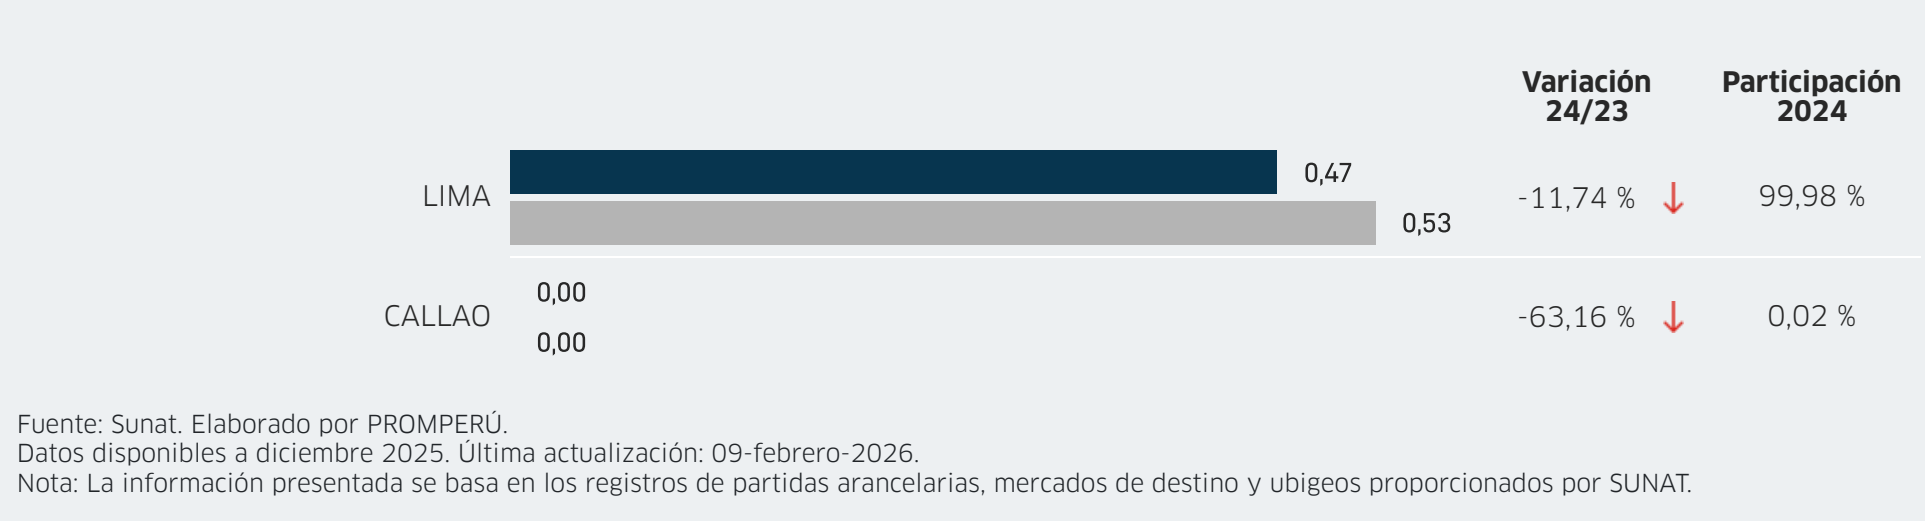 Variación Participación
24/23 2024
0,47
LIMA -11,74 % 99,98 %
0,53
0,00
CALLAO -63,16 % 0,02 %
0,00
Fuente: Sunat. Elaborado por PROMPERÚ.
Datos disponibles a diciembre 2025. Última actualización: 09-febrero-2026.
Nota: La información presentada se basa en los registros de partidas arancelarias, mercados de destino y ubigeos proporcionados por SUNAT.